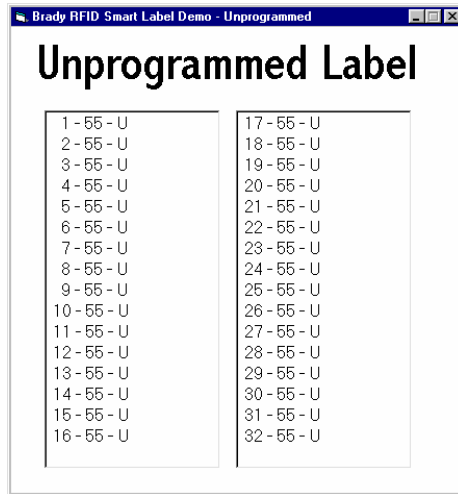 Brady RFID Smart Label Demo - Unprogrammed
Unprogrammed Label
1 - 55 - U
2 - 55 - U
3 - 55 - U
4 - 55 - U
5 - 55 - U
6 - 55 - U
7 - 55 - U
8 - 55 - U
9 - 55 - U
10 - 55 - U
11 - 55 - U
12 - 55 - U
13 - 55 - U
14 - 55 - U
15 - 55 - U
16 - 55 - U
17 - 55 - U
18 - 55 - U
19 - 55 - U
20 - 55 - U
21 - 55 - U
22 - 55 - U
23 - 55 - U
24 - 55 - U
25 - 55 - U
26 - 55 - U
27 - 55 - U
28 - 55 - U
29 - 55 - U
30 - 55 - U
31 - 55 - U
32 - 55 - U